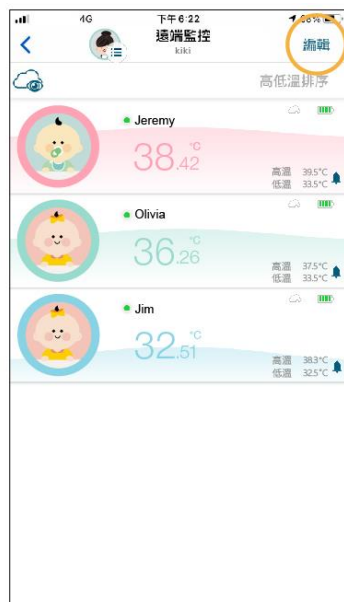 4G 下午 6:22 66%
遠端監控
kiki
編輯
高低溫排序
Jeremy
38.42 °C
高溫 39.5°C
低溫 33.5°C
Olivia
36.26 °C
高溫 37.5°C
低溫 33.5°C
Jim
32.51 °C
高溫 38.3°C
低溫 32.5°C